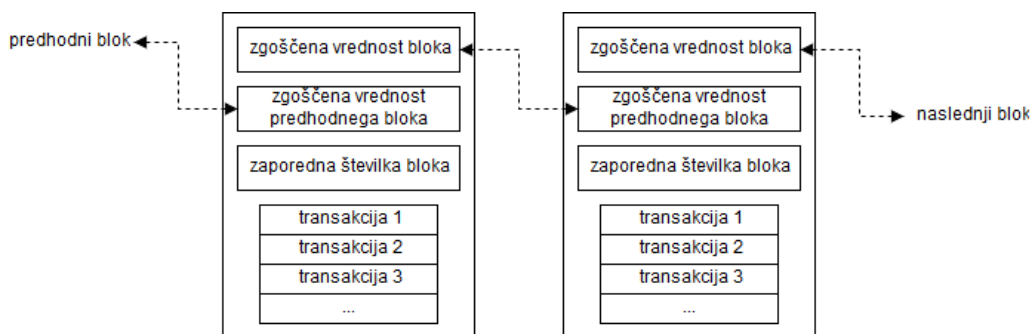 predhodni blok
zgoščena vrednost bloka
zgoščena vrednost
predhodnega bloka
zaporedna številka bloka
transakcija 1
transakcija 2
transakcija 3
...
zgoščena vrednost bloka
zgoščena vrednost
predhodnega bloka
zaporedna številka bloka
transakcija 1
transakcija 2
transakcija 3
...
naslednji blok